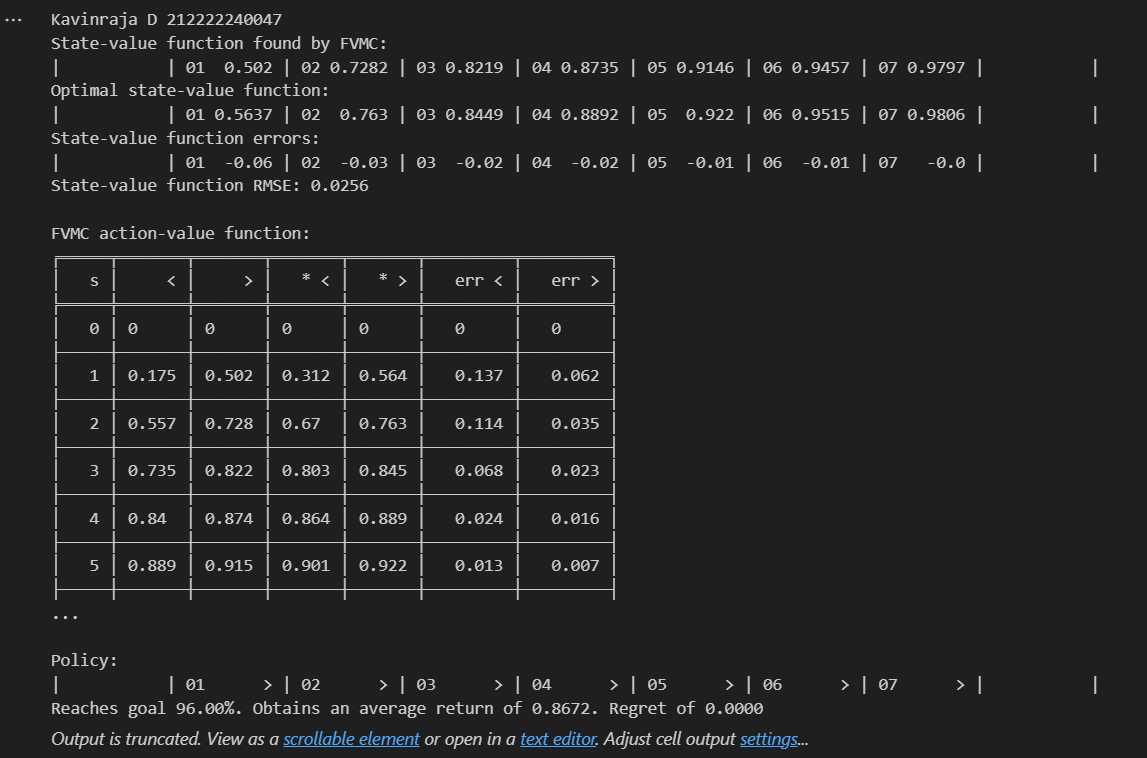 ... Kavinraja D 212222240047
State-value function found by FVMC:
|           | 01  0.502 | 02 0.7282 | 03 0.8219 | 04 0.8735 | 05 0.9146 | 06 0.9457 | 07 0.9797 |           |
Optimal state-value function:
|           | 01 0.5637 | 02  0.763 | 03 0.8449 | 04 0.8892 | 05  0.922 | 06 0.9515 | 07 0.9806 |           |
State-value function errors:
|           | 01  -0.06 | 02  -0.03 | 03  -0.02 | 04  -0.02 | 05  -0.01 | 06  -0.01 | 07   -0.0 |           |
State-value function RMSE: 0.0256
FVMC action-value function:
| s | < | > | * < | * > | err < | err > |
| 0 | 0 | 0 | 0 | 0 | 0 | 0 |
| 1 | 0.175 | 0.502 | 0.312 | 0.564 | 0.137 | 0.062 |
| 2 | 0.557 | 0.728 | 0.67 | 0.763 | 0.114 | 0.035 |
| 3 | 0.735 | 0.822 | 0.803 | 0.845 | 0.068 | 0.023 |
| 4 | 0.84 | 0.874 | 0.864 | 0.889 | 0.024 | 0.016 |
| 5 | 0.889 | 0.915 | 0.901 | 0.922 | 0.013 | 0.007 |
...
Policy:
|           | 01      > | 02      > | 03      > | 04      > | 05      > | 06      > | 07      > |           |
Reaches goal 96.00%. Obtains an average return of 0.8672. Regret of 0.0000
Output is truncated. View as a scrollable element or open in a text editor. Adjust cell output settings...